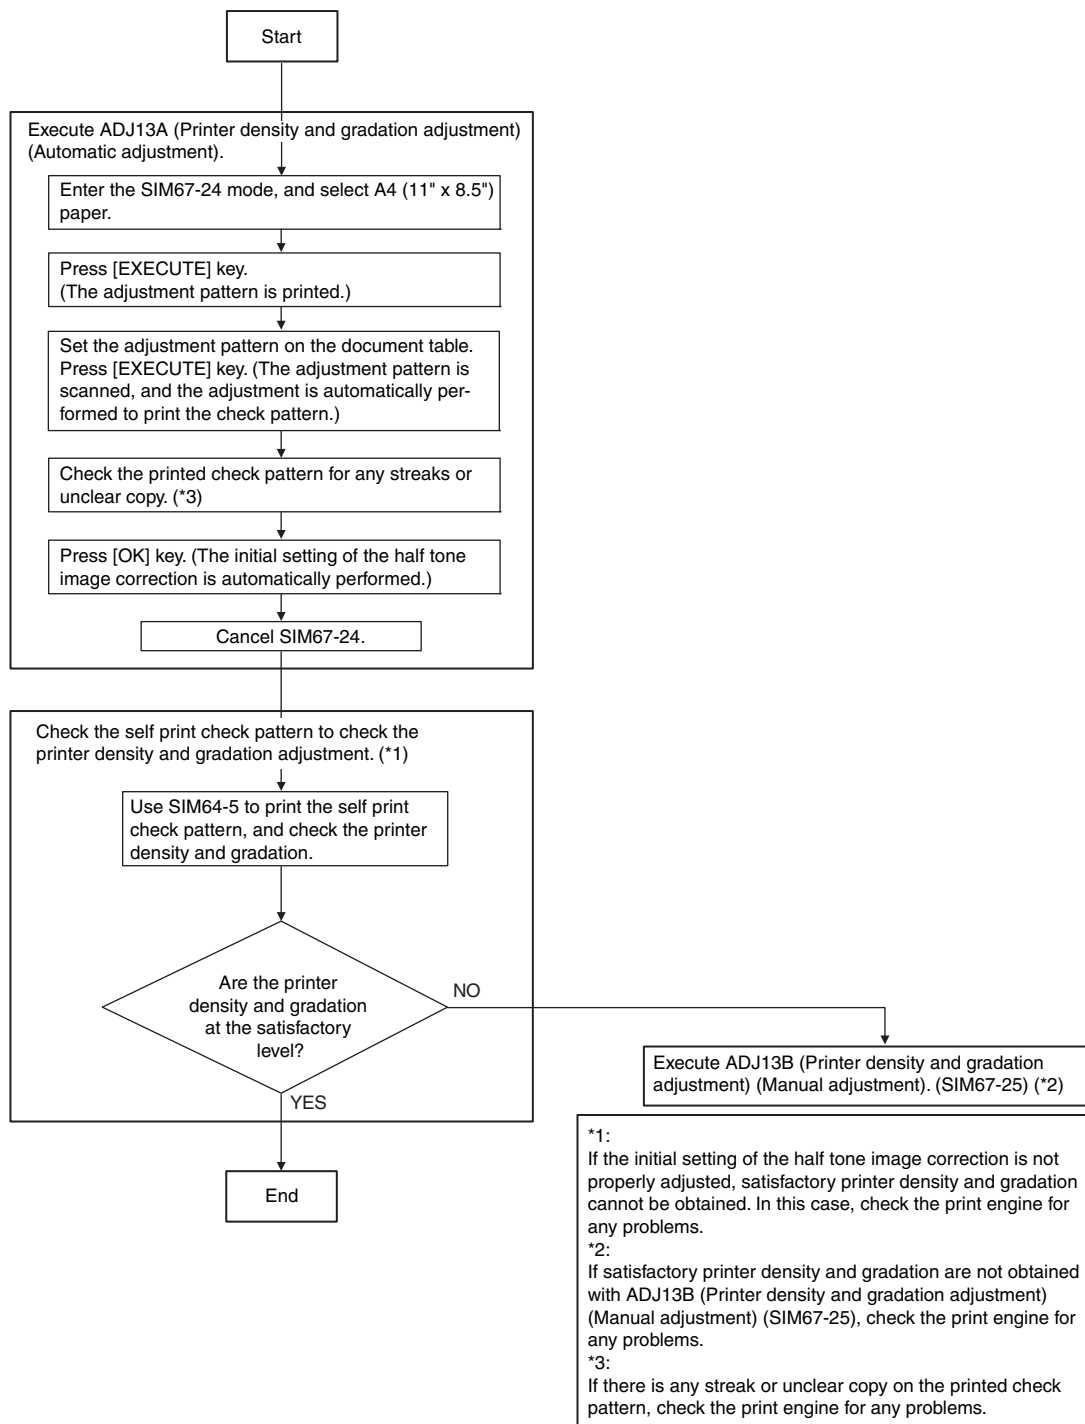 Start
Execute ADJ13A (Printer density and gradation adjustment)
(Automatic adjustment).
Enter the SIM67-24 mode, and select A4 (11" x 8.5")
paper.
Press [EXECUTE] key.
(The adjustment pattern is printed.)
Set the adjustment pattern on the document table.
Press [EXECUTE] key. (The adjustment pattern is
scanned, and the adjustment is automatically per-
formed to print the check pattern.)
Check the printed check pattern for any streaks or
unclear copy. (*3)
Press [OK] key. (The initial setting of the half tone
image correction is automatically performed.)
Cancel SIM67-24.
Check the self print check pattern to check the
printer density and gradation adjustment. (*1)
Use SIM64-5 to print the self print
check pattern, and check the printer
density and gradation.
Are the printer
density and gradation
at the satisfactory
level?
NO
YES
End
Execute ADJ13B (Printer density and gradation
adjustment) (Manual adjustment). (SIM67-25) (*2)
*1:
If the initial setting of the half tone image correction is not
properly adjusted, satisfactory printer density and gradation
cannot be obtained. In this case, check the print engine for
any problems.
*2:
If satisfactory printer density and gradation are not obtained
with ADJ13B (Printer density and gradation adjustment)
(Manual adjustment) (SIM67-25), check the print engine for
any problems.
*3:
If there is any streak or unclear copy on the printed check
pattern, check the print engine for any problems.